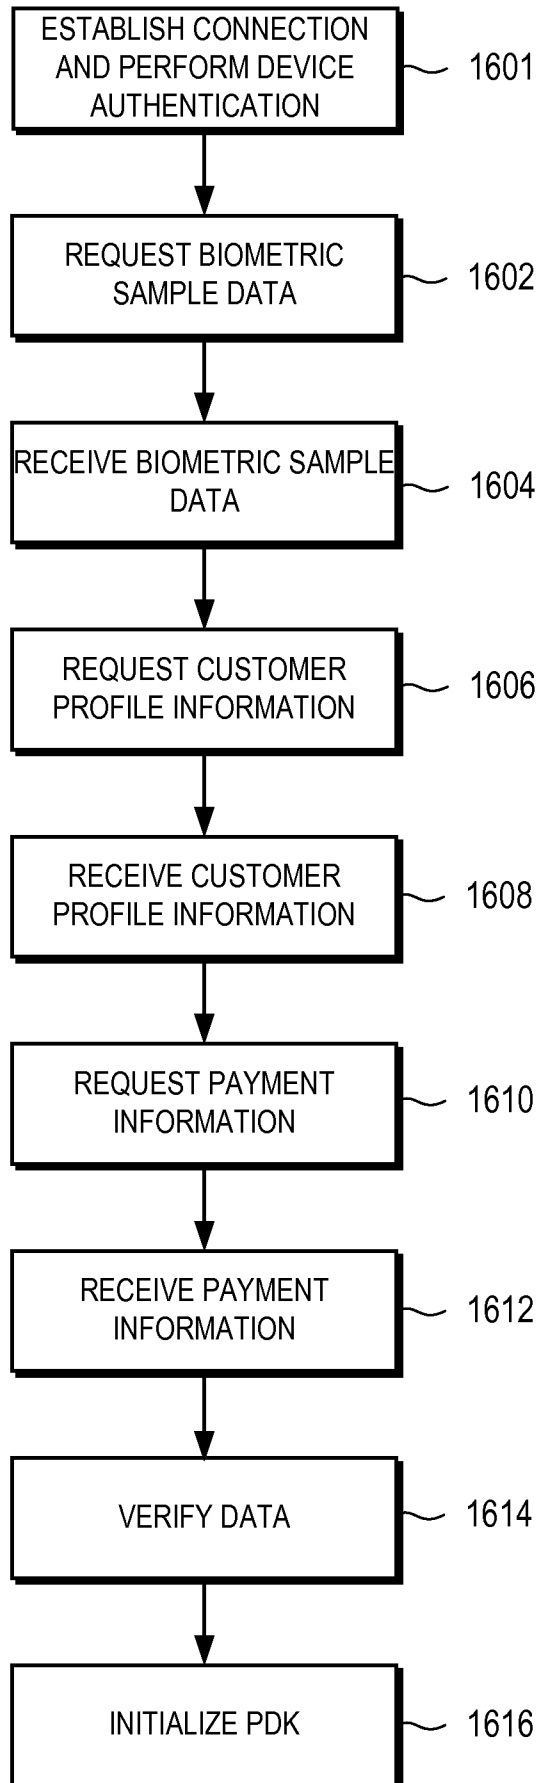 ESTABLISH CONNECTION
AND PERFORM DEVICE
AUTHENTICATION
1601
REQUEST BIOMETRIC
SAMPLE DATA
1602
RECEIVE BIOMETRIC SAMPLE
DATA
1604
REQUEST CUSTOMER
PROFILE INFORMATION
1606
RECEIVE CUSTOMER
PROFILE INFORMATION
1608
REQUEST PAYMENT
INFORMATION
1610
RECEIVE PAYMENT
INFORMATION
1612
VERIFY DATA
1614
INITIALIZE PDK
1616